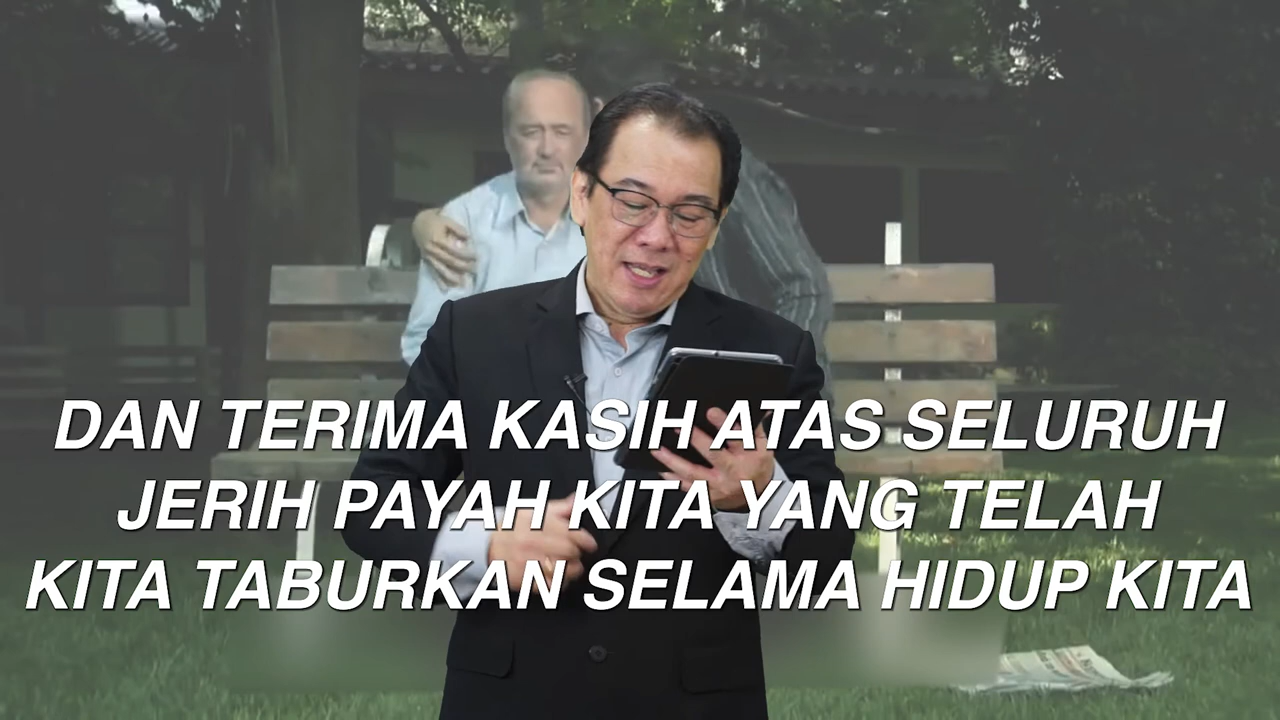 DAN TERIMA KASIH ATAS SELURUH
JERIH PAYAH KITA YANG TELAH
KITA TABURKAN SELAMA HIDUP KITA